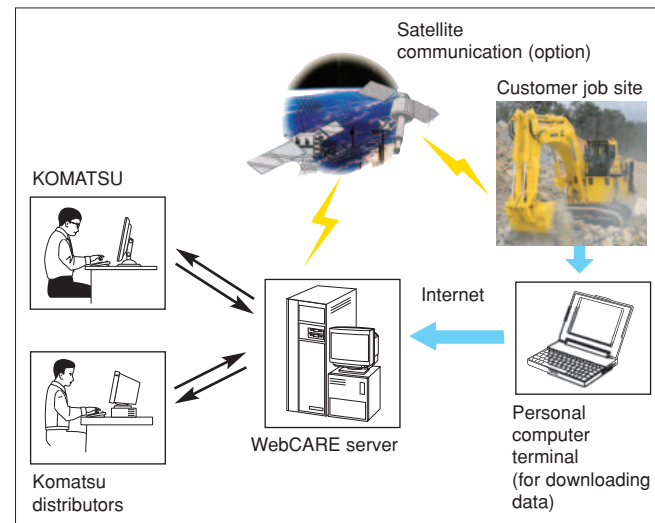 Satellite
communication (option)
Customer job site
KOMATSU
Internet
WebCARE server
Personal
computer
terminal
(for downloading
data)
Komatsu
distributors